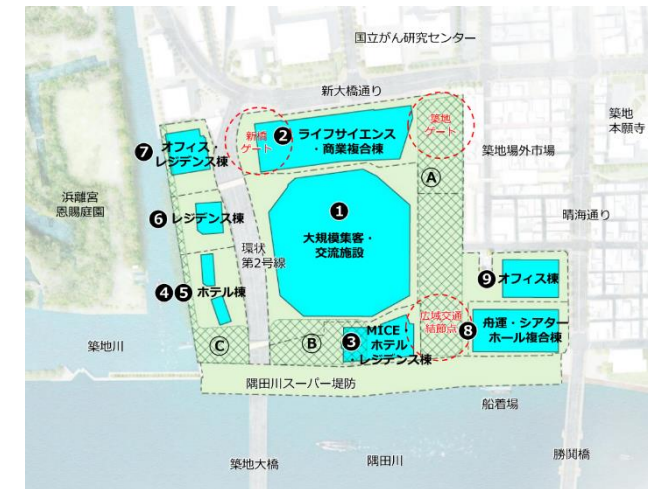 国立がん研究センター
新大橋通り
築地
本願寺
新橋
ゲート
❷ ライフサイエンス
・商業複合棟
築地
ゲート
❼ オフィス・
レジデンス棟
築地場外市場
Ⓐ
浜離宮
恩賜庭園
❻ レジデンス棟
❶
大規模集客・
交流施設
晴海通り
環状
第2号線
❹❺ ホテル棟
❾ オフィス棟
広域交通
結節点
❽ 舟運・シアター
ホール複合棟
❸ MICE・
ホテル
・レジデンス棟
Ⓑ
Ⓒ
築地川
隅田川スーパー堤防
船着場
築地大橋
隅田川
勝鬨橋